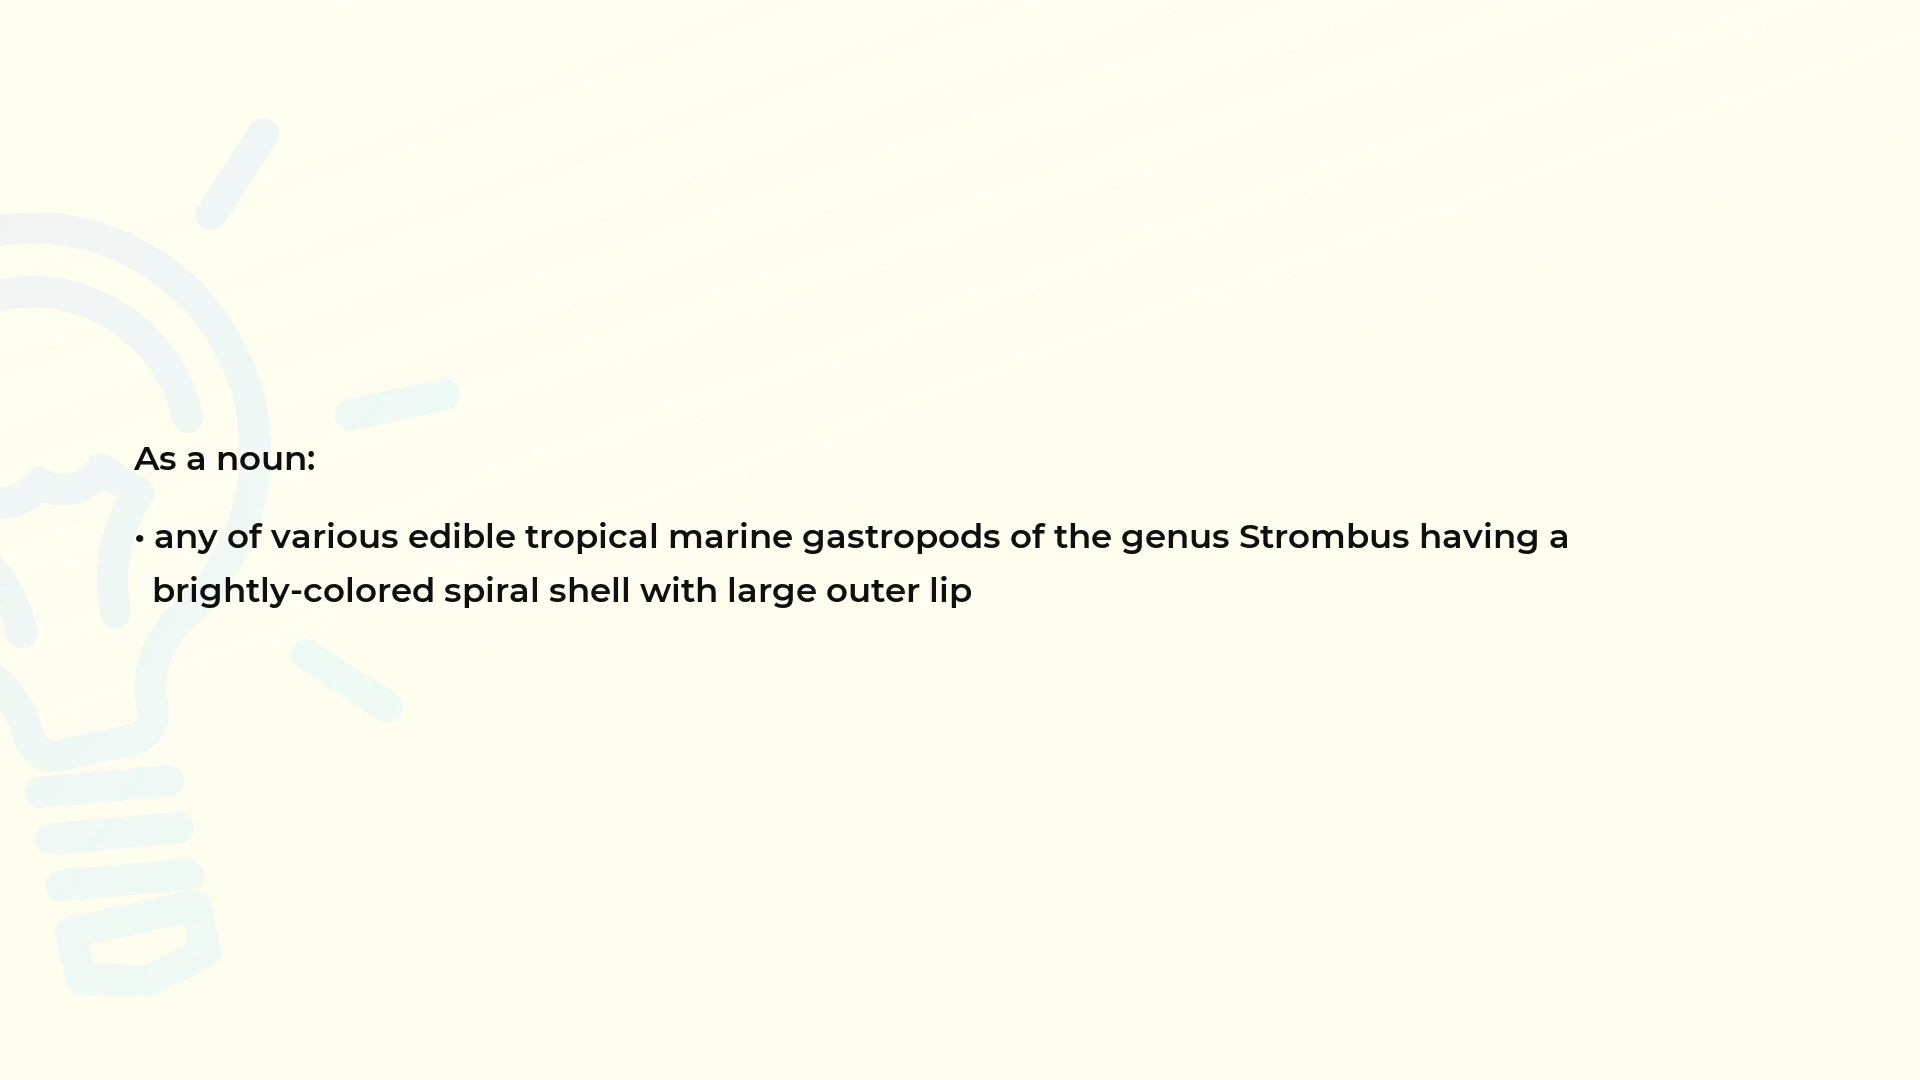 As a noun:
• any of various edible tropical marine gastropods of the genus Strombus having a
brightly-colored spiral shell with large outer lip